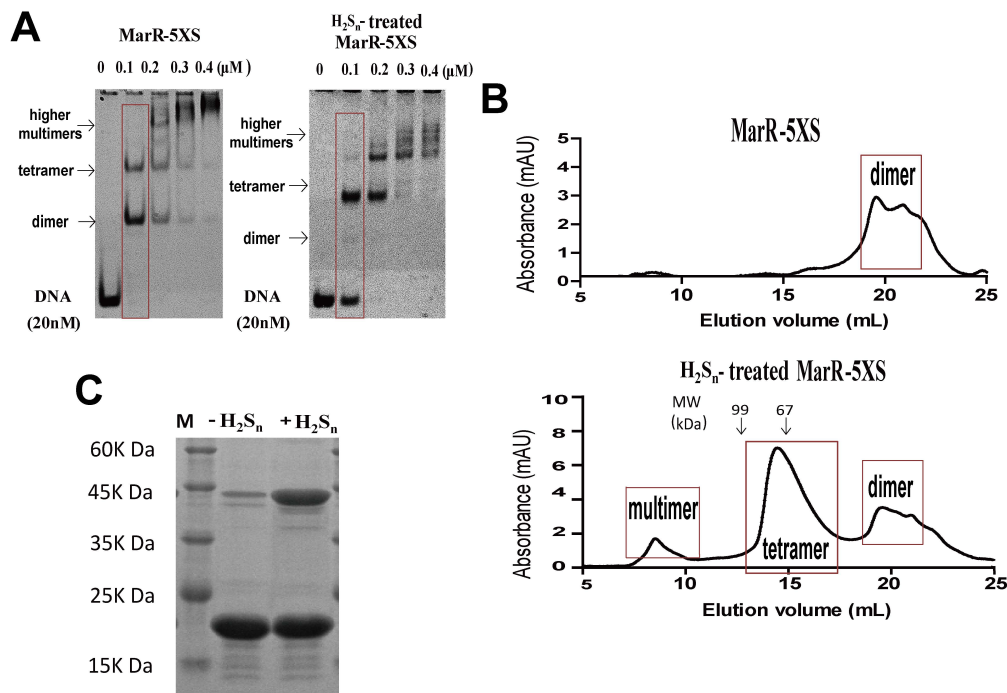 A
MarR-5XS
0 0.1 0.2 0.3 0.4 (µM)
higher
multimers
tetramer
dimer
DNA
(20nM)
H2Sn- treated
MarR-5XS
0 0.1 0.2 0.3 0.4 (µM)
higher
multimers
tetramer
dimer
DNA
(20nM)
B
MarR-5XS
Absorbance (mAU)
5
4
3
2
1
0
dimer
5 10 15 20 25
Elution volume (mL)
H2Sn- treated MarR-5XS
Absorbance (mAU)
10
8
6
4
2
0
MW
(kDa)
99 67
multimer
tetramer
dimer
5 10 15 20 25
Elution volume (mL)
C
M - H2Sn + H2Sn
60K Da
45K Da
35K Da
25K Da
15K Da